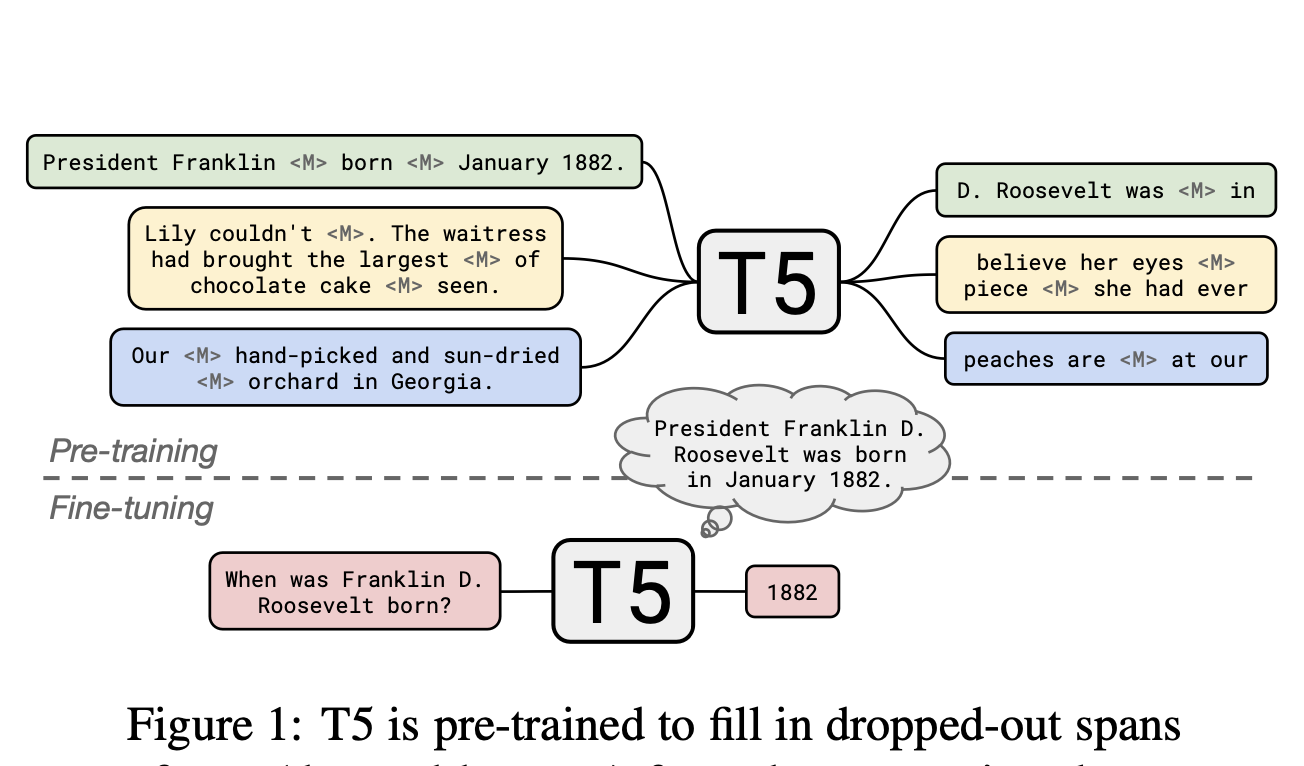 President Franklin <M> born <M> January 1882.
Lily couldn't <M>. The waitress
had brought the largest <M> of
chocolate cake <M> seen.
Our <M> hand-picked and sun-dried
<M> orchard in Georgia.
T5
D. Roosevelt was <M> in
believe her eyes <M>
piece <M> she had ever
peaches are <M> at our
Pre-training
President Franklin D.
Roosevelt was born
in January 1882.
Fine-tuning
When was Franklin D.
Roosevelt born?
T5
1882
Figure 1: T5 is pre-trained to fill in dropped-out spans